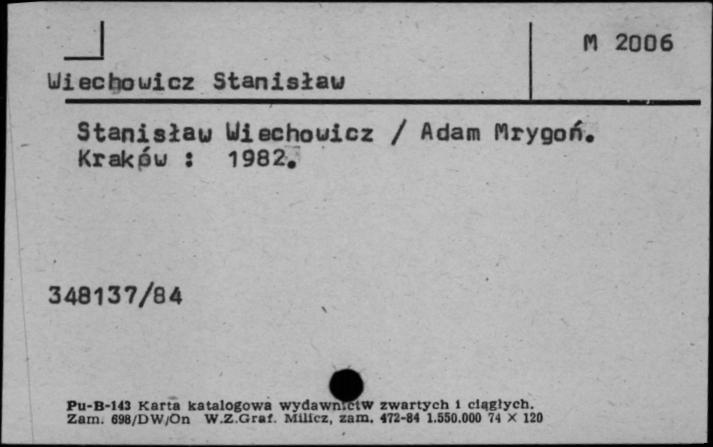 M 2006
Wiechowicz Stanisław
Stanisław Wiechowicz / Adam Mrygoń.
Kraków : 1982.
348137/84
Pu-B-143 Karta katalogowa wydawnictw zwartych i ciągłych.
Zam. 698/DW/On W.Z.Graf. Milicz, zam. 472-84 1.550.000 74 X 120